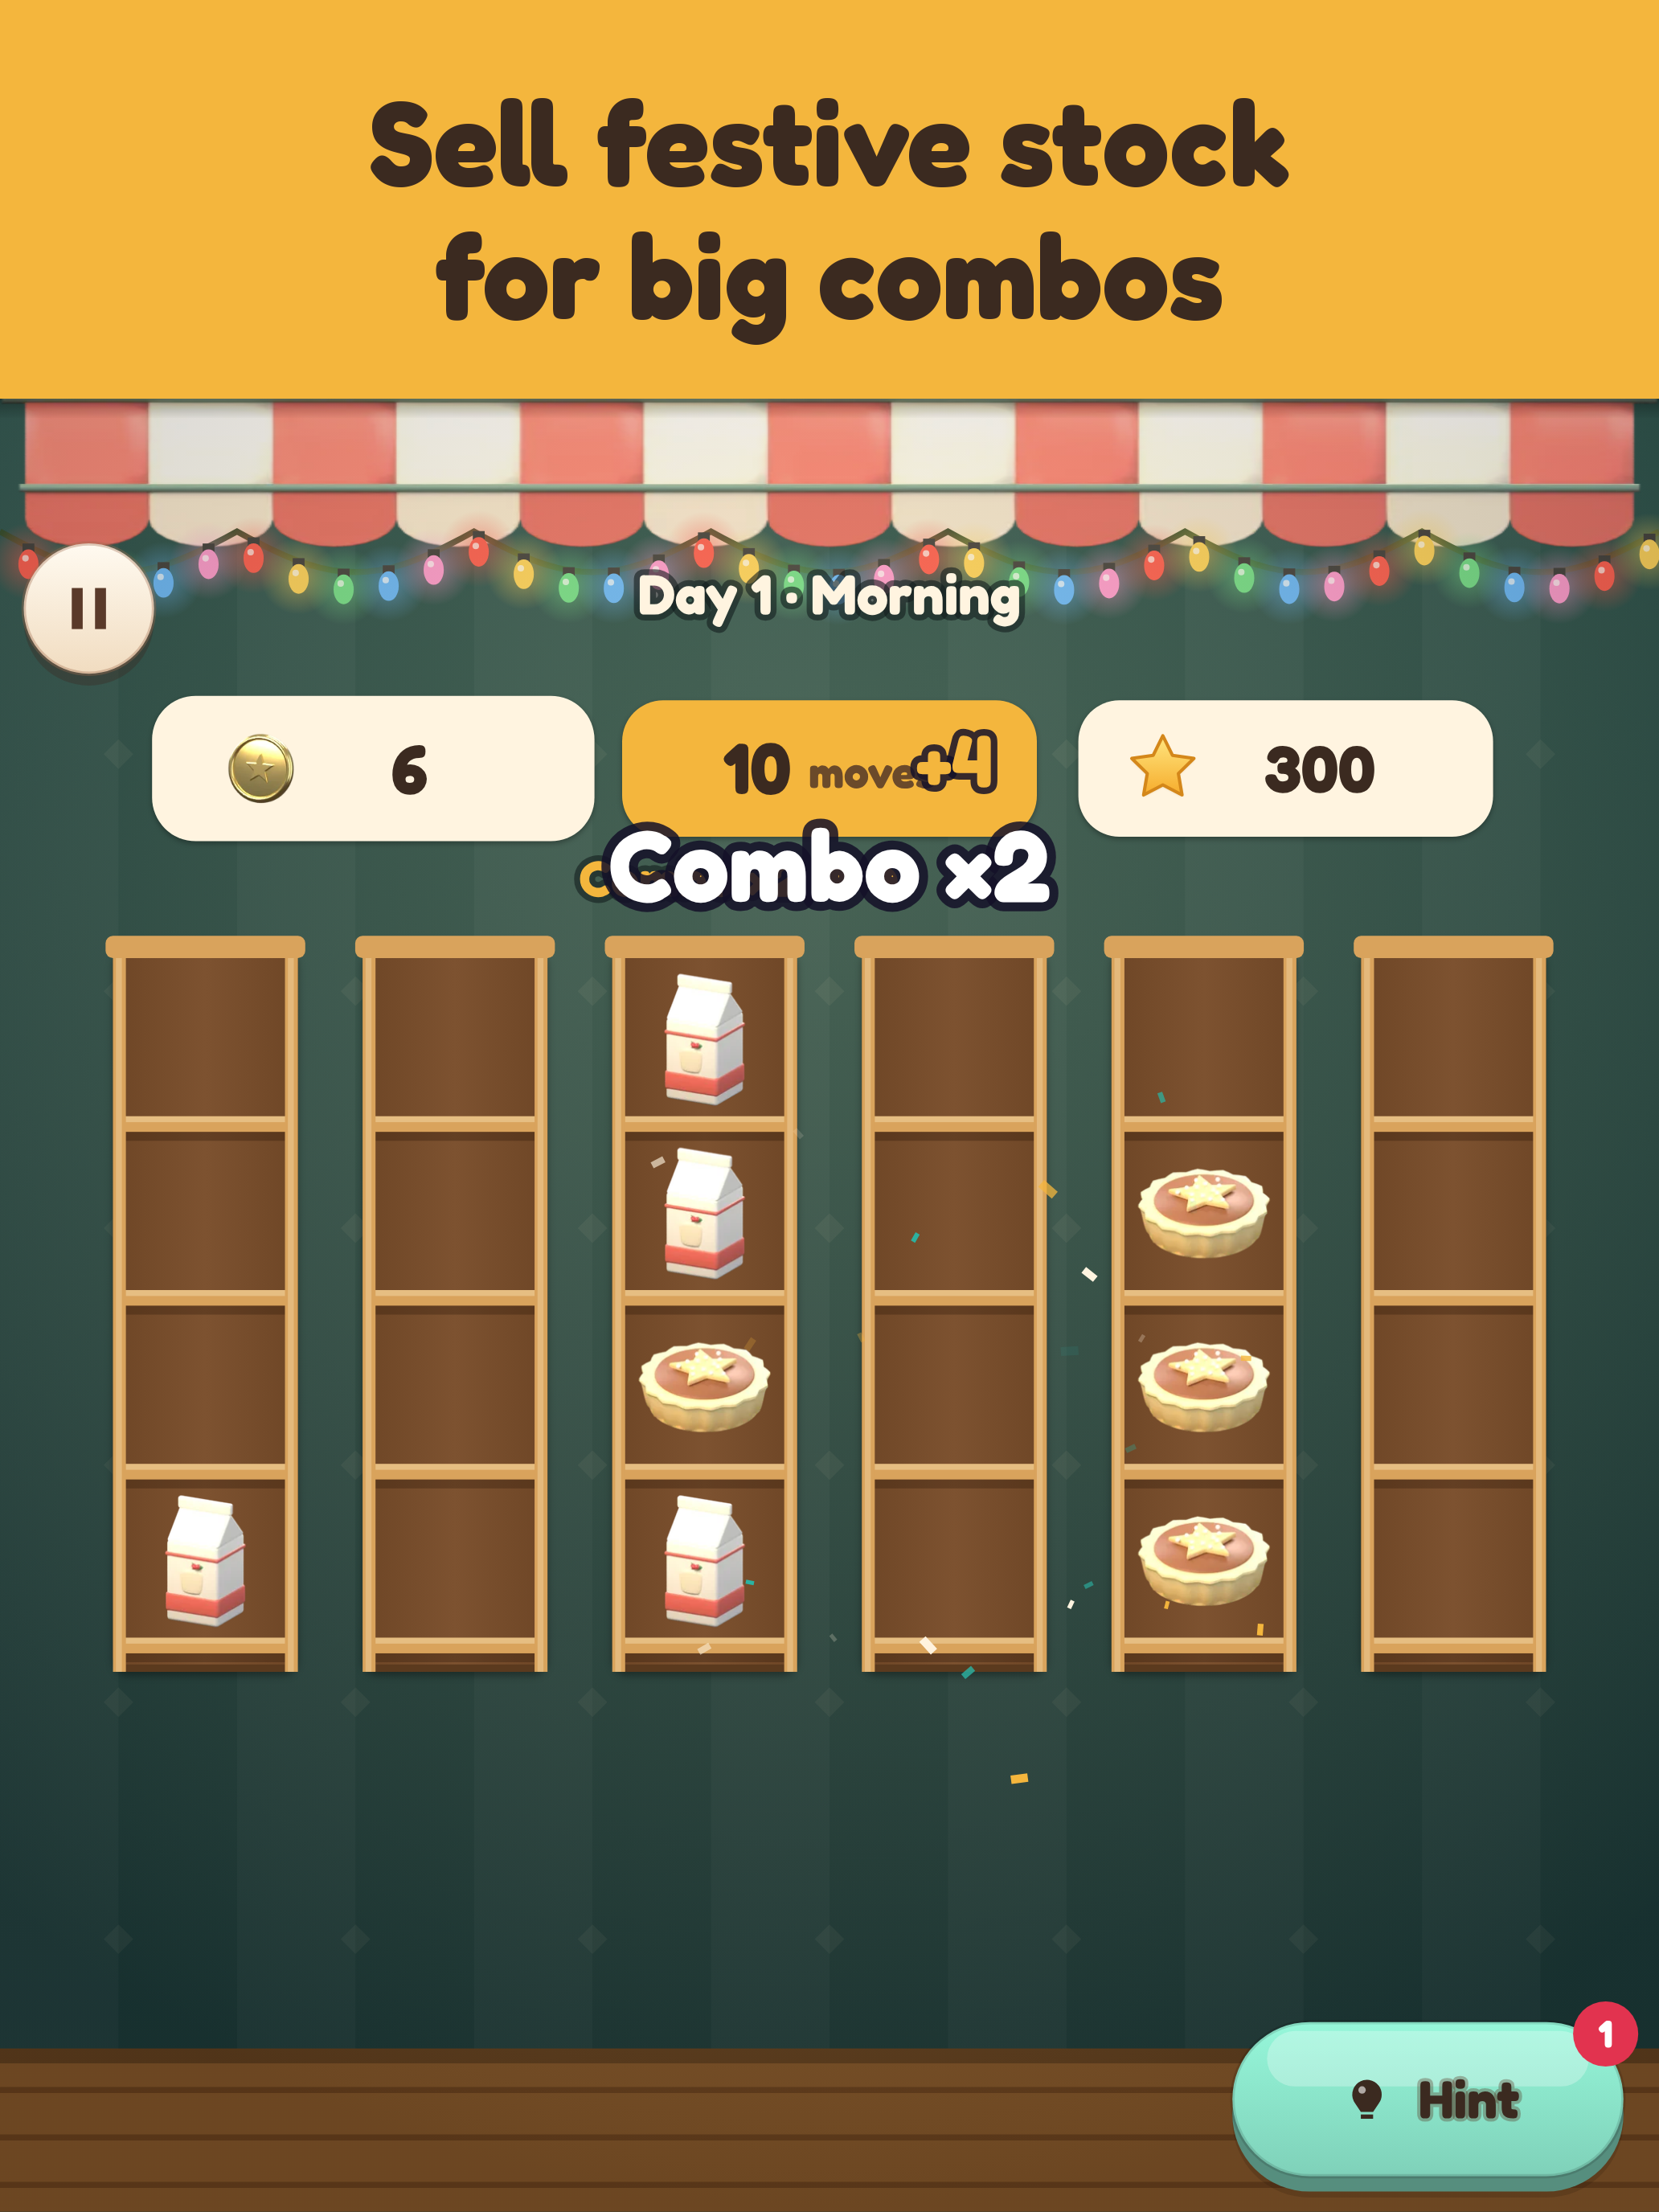 Sell festive stock
for big combos
Day 1 · Morning
6
10 moves +4
300
Combo x2
1
Hint